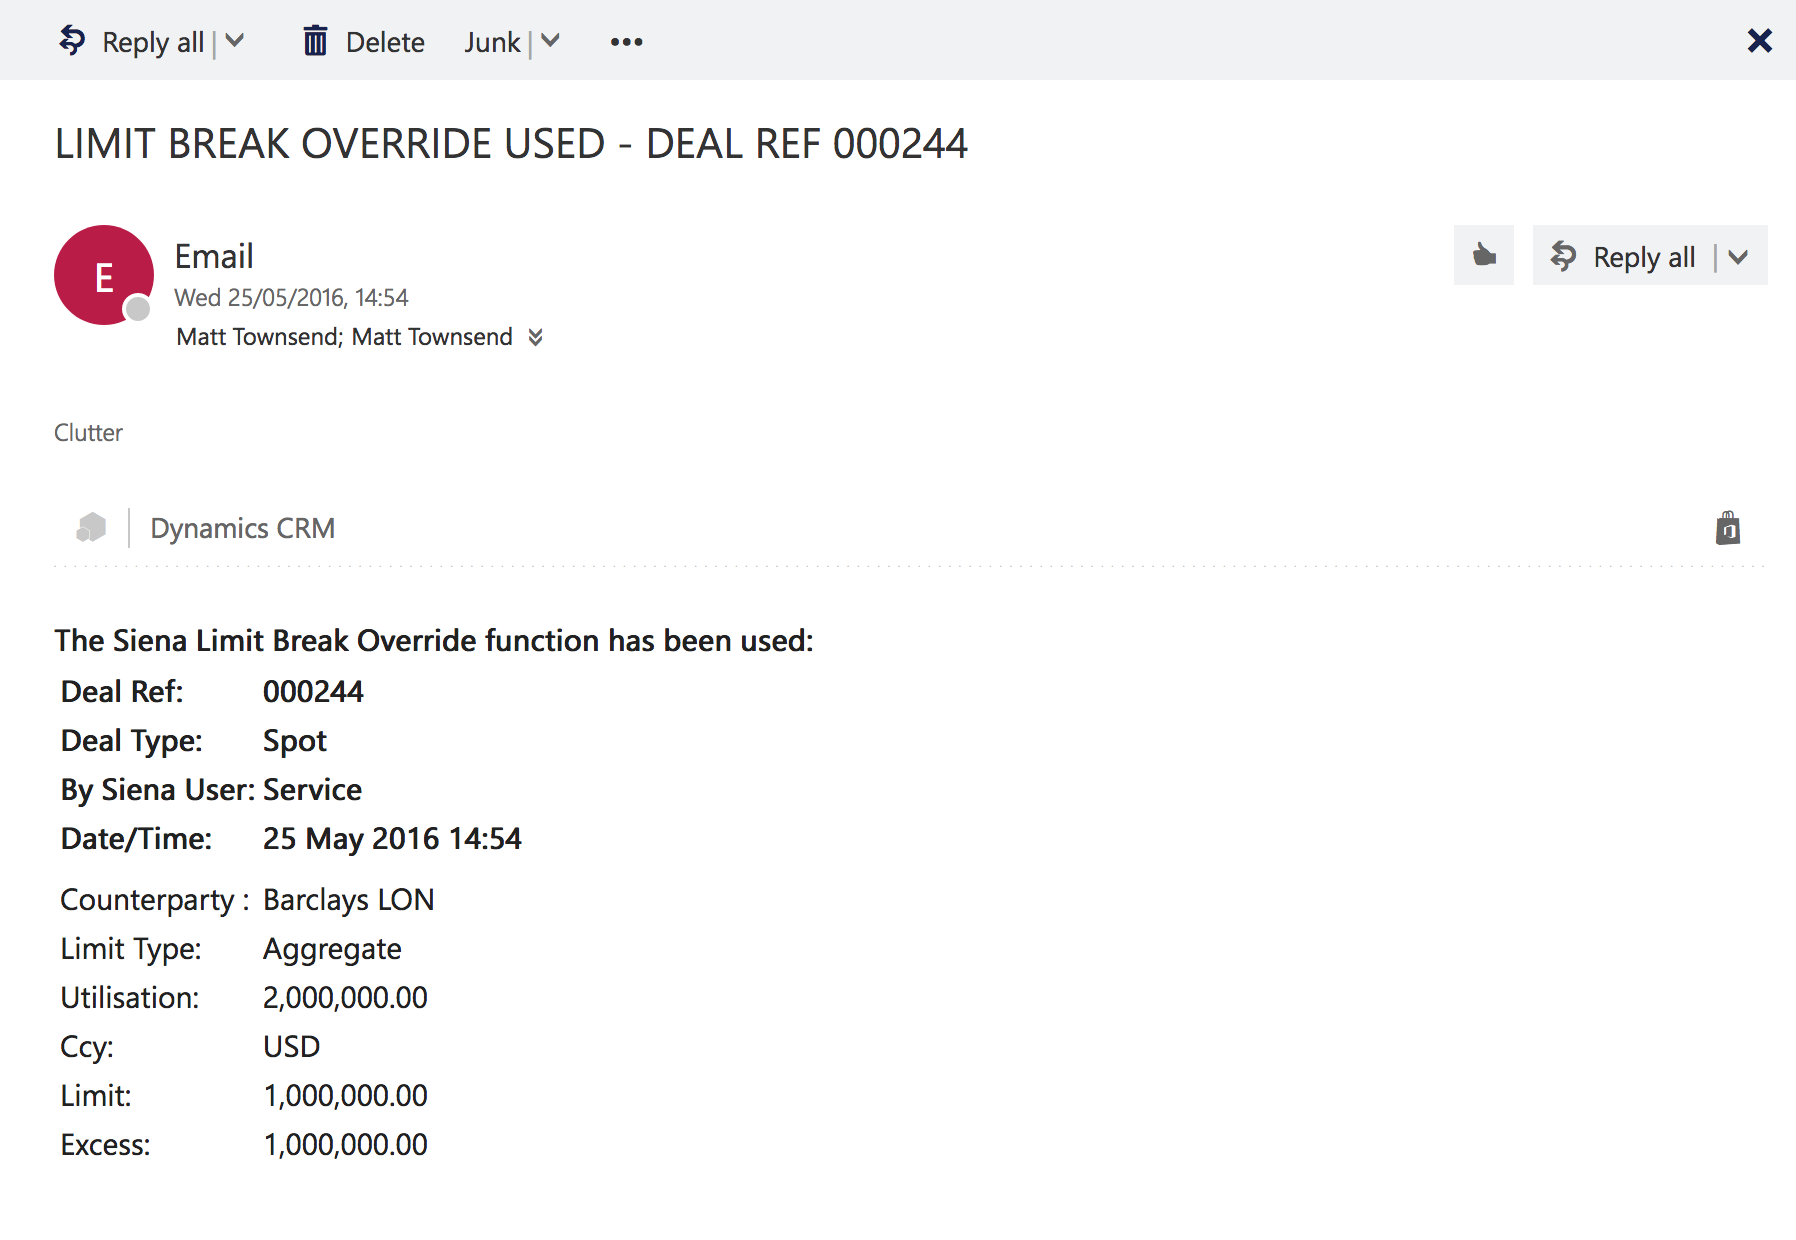 Reply all | Delete Junk | •••
LIMIT BREAK OVERRIDE USED - DEAL REF 000244
E
Email
Wed 25/05/2016, 14:54
Matt Townsend; Matt Townsend
Reply all |
Clutter
Dynamics CRM
The Siena Limit Break Override function has been used:
Deal Ref: 000244
Deal Type: Spot
By Siena User: Service
Date/Time: 25 May 2016 14:54
Counterparty : Barclays LON
Limit Type: Aggregate
Utilisation: 2,000,000.00
Ccy: USD
Limit: 1,000,000.00
Excess: 1,000,000.00